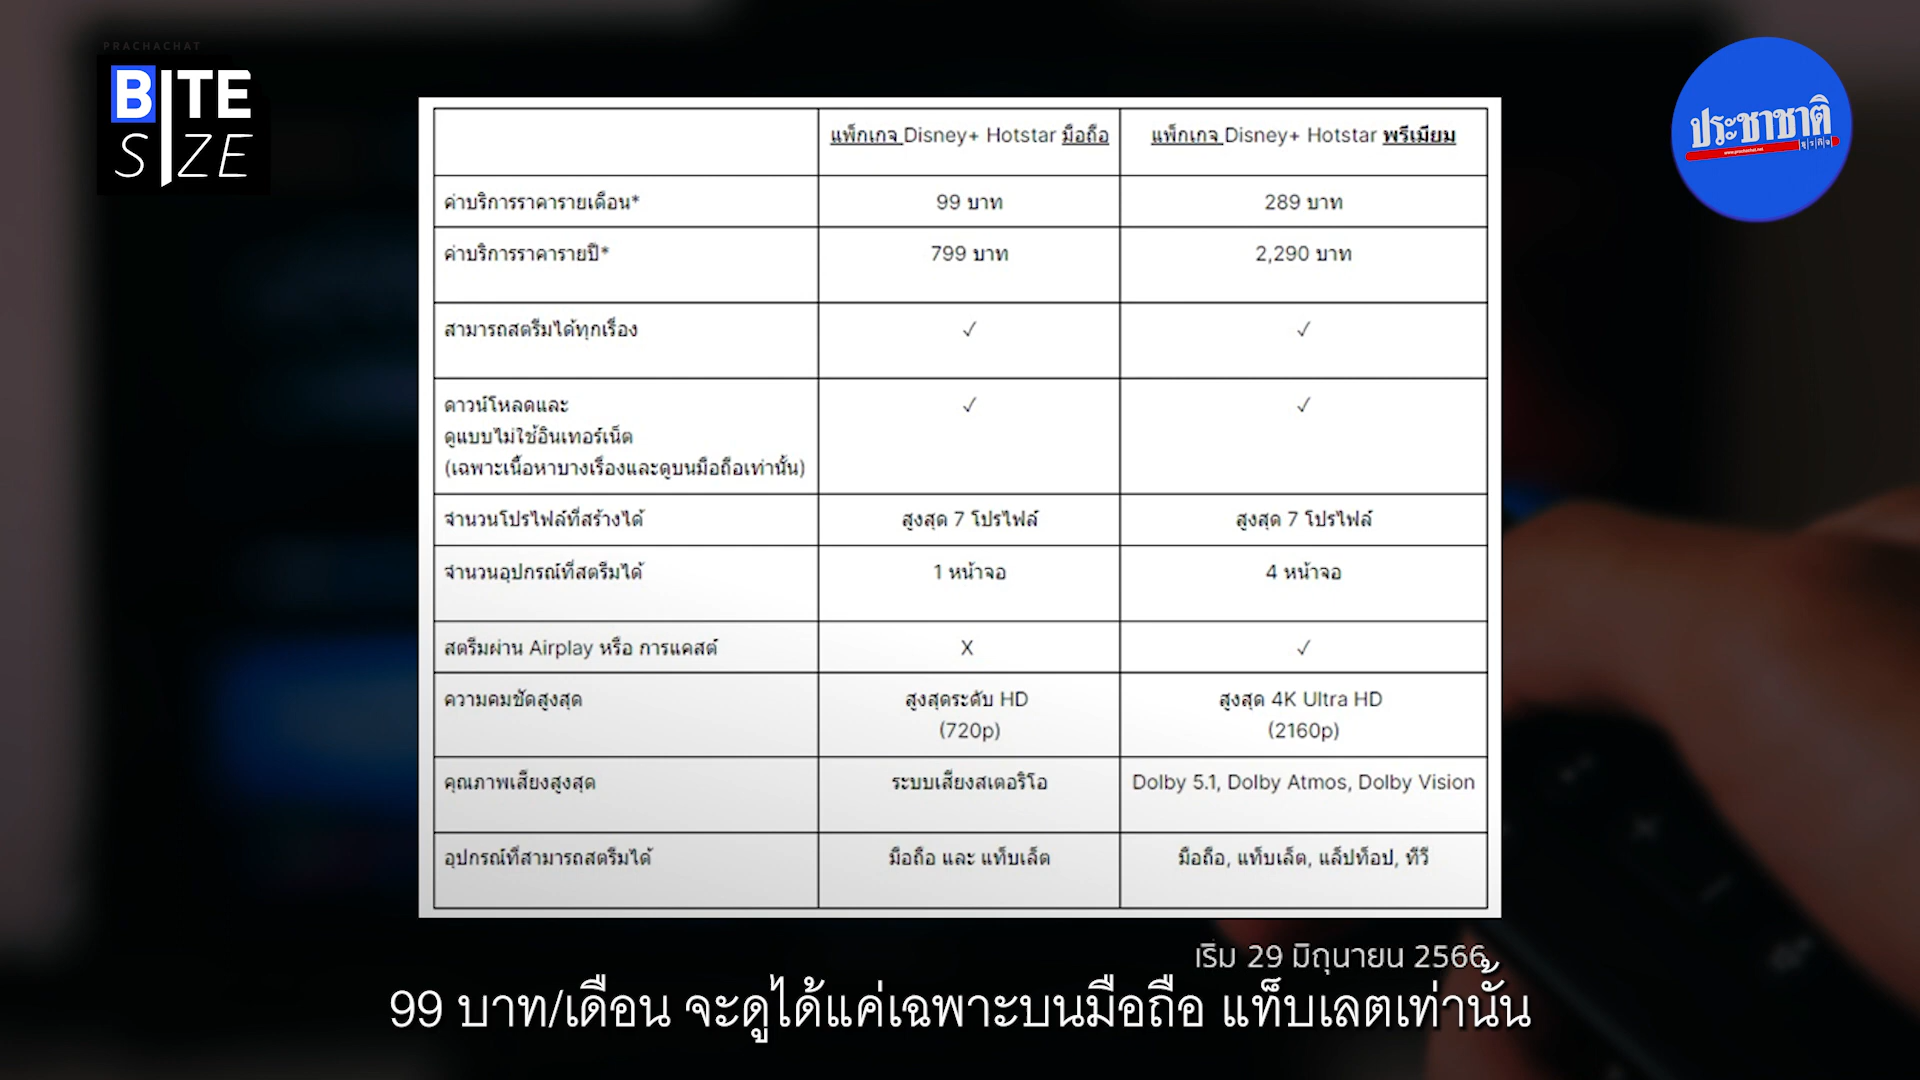 PRACHACHAT
BITE
SIZE
ประชาชาติ
ธุรกิจ
www.prachachat.net
แพ็กเกจ Disney+ Hotstar มือถือ
แพ็กเกจ Disney+ Hotstar พรีเมียม
ค่าบริการราคารายเดือน*
99 บาท
289 บาท
ค่าบริการราคารายปี*
799 บาท
2,290 บาท
สามารถสตรีมได้ทุกเรื่อง
✓
✓
ดาวน์โหลดและ
ดูแบบไม่ใช้อินเทอร์เน็ต
(เฉพาะเนื้อหาบางเรื่องและดูบนมือถือเท่านั้น)
✓
✓
จำนวนโปรไฟล์ที่สร้างได้
สูงสุด 7 โปรไฟล์
สูงสุด 7 โปรไฟล์
จำนวนอุปกรณ์ที่สตรีมได้
1 หน้าจอ
4 หน้าจอ
สตรีมผ่าน Airplay หรือ การแคสต์
X
✓
ความคมชัดสูงสุด
สูงสุดระดับ HD
(720p)
สูงสุด 4K Ultra HD
(2160p)
คุณภาพเสียงสูงสุด
ระบบเสียงสเตอริโอ
Dolby 5.1, Dolby Atmos, Dolby Vision
อุปกรณ์ที่สามารถสตรีมได้
มือถือ และ แท็บเล็ต
มือถือ, แท็บเล็ต, แล็ปท็อป, ทีวี
เริ่ม 29 มิถุนายน 2566
99 บาท/เดือน จะดูได้แค่เฉพาะบนมือถือ แท็บเลตเท่านั้น